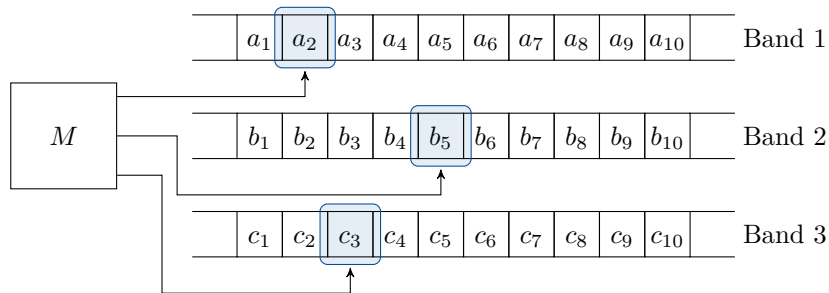 a₁ a₂ a₃ a₄ a₅ a₆ a₇ a₈ a₉ a₁₀ Band 1
M
b₁ b₂ b₃ b₄ b₅ b₆ b₇ b₈ b₉ b₁₀ Band 2
c₁ c₂ c₃ c₄ c₅ c₆ c₇ c₈ c₉ c₁₀ Band 3